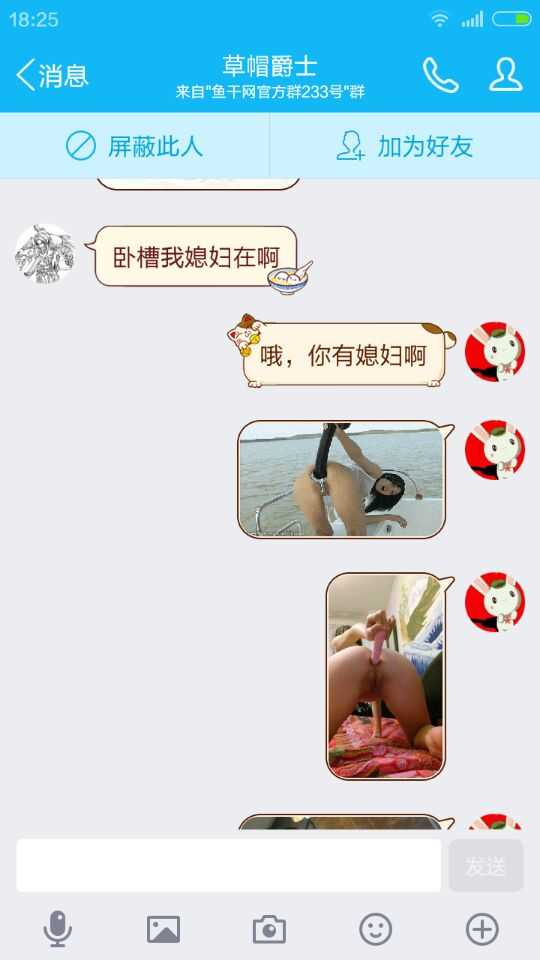 18:25
消息
草帽爵士
来自"鱼干网官方群233号"群
屏蔽此人
加为好友
卧槽我媳妇在啊
哦，你有媳妇啊
发送